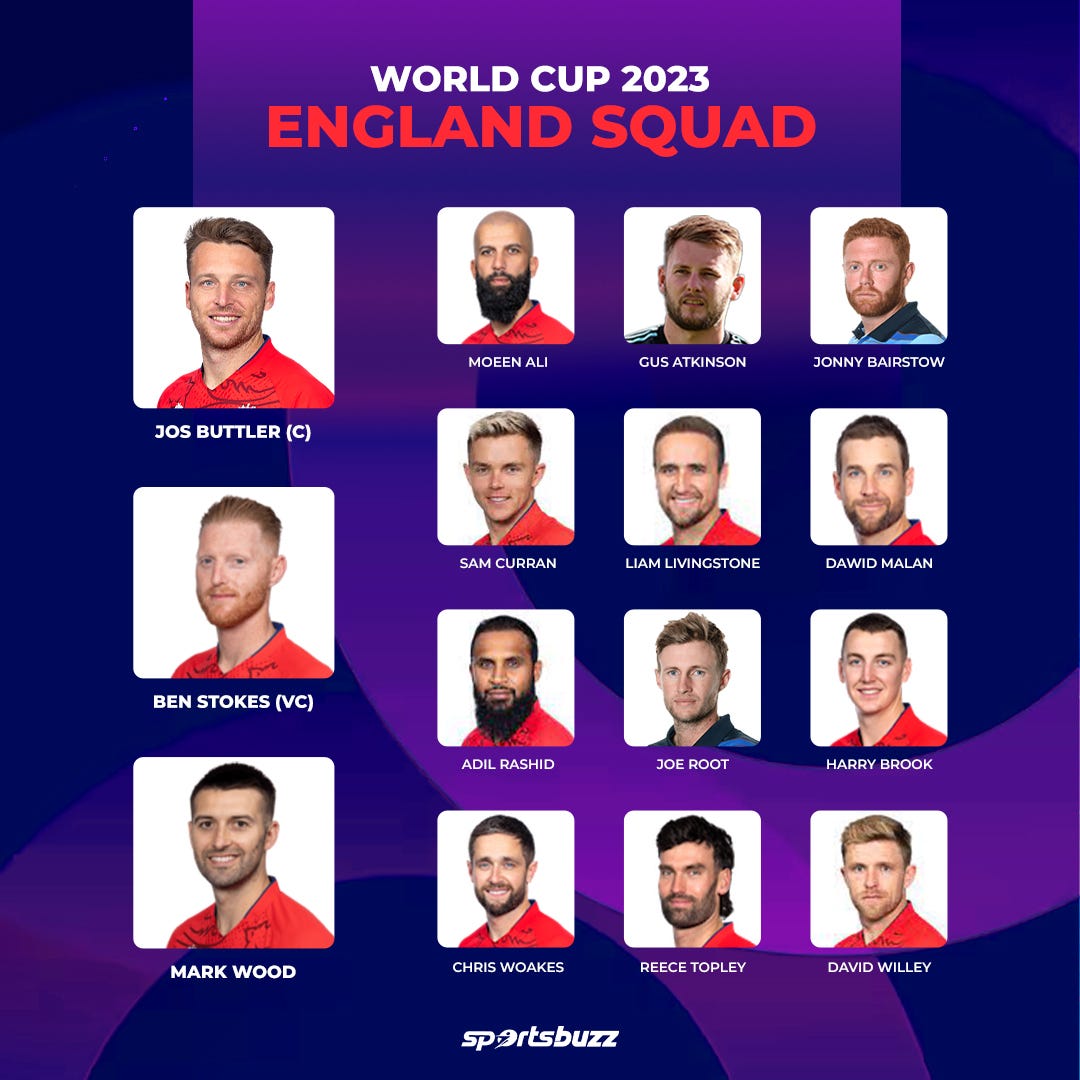 WORLD CUP 2023
ENGLAND SQUAD
JOS BUTTLER (C)
BEN STOKES (VC)
MARK WOOD
MOEEN ALI
GUS ATKINSON
JONNY BAIRSTOW
SAM CURRAN
LIAM LIVINGSTONE
DAWID MALAN
ADIL RASHID
JOE ROOT
HARRY BROOK
CHRIS WOAKES
REECE TOPLEY
DAVID WILLEY
sportsbuzz